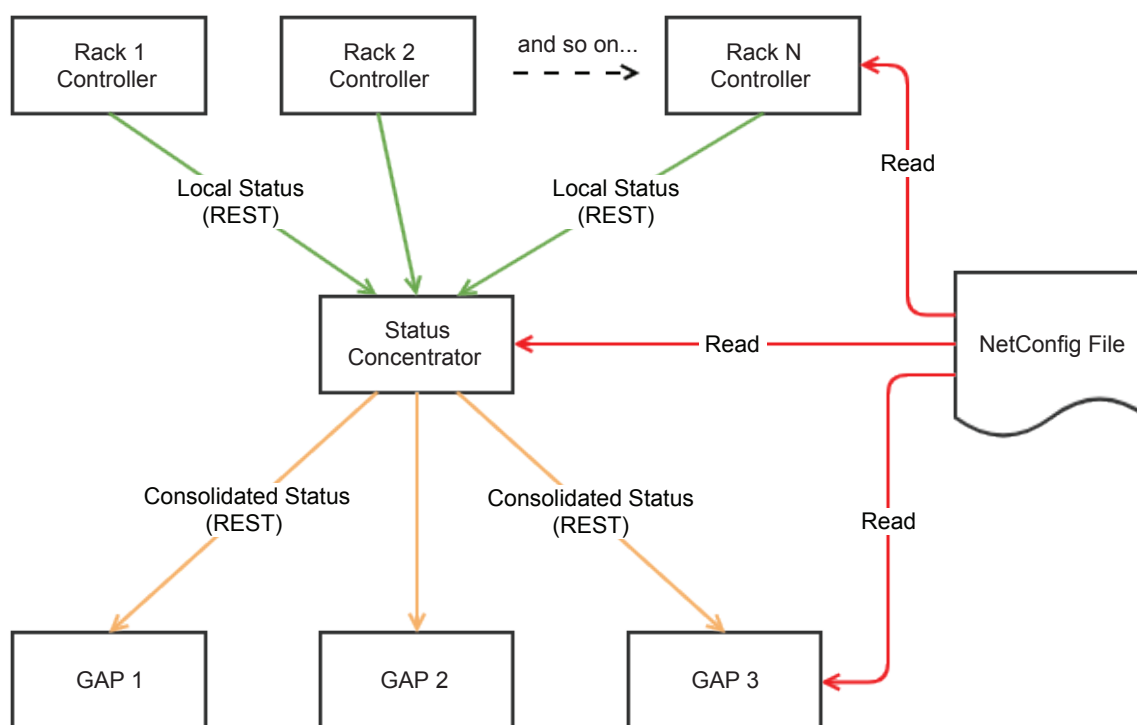 Rack 1
Controller
Rack 2
Controller
and so on...
Rack N
Controller
Read
Local Status
(REST)
Local Status
(REST)
Status
Concentrator
Read
NetConfig File
Consolidated Status
(REST)
Consolidated Status
(REST)
Read
GAP 1
GAP 2
GAP 3